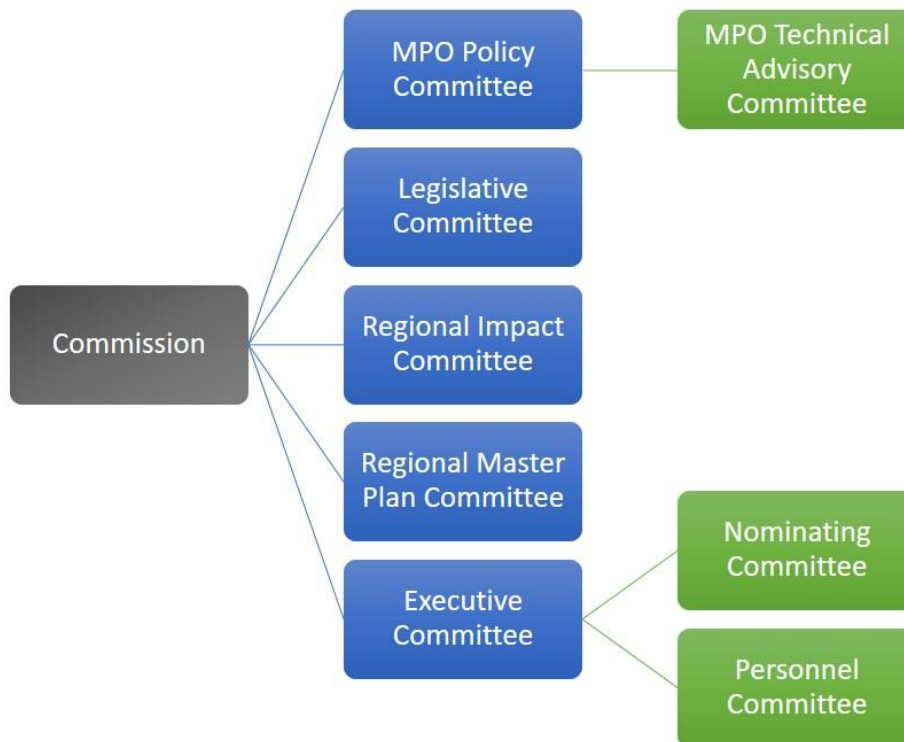 MPO Policy
Committee
MPO Technical
Advisory
Committee
Legislative
Committee
Commission
Regional Impact
Committee
Regional Master
Plan Committee
Executive
Committee
Nominating
Committee
Personnel
Committee